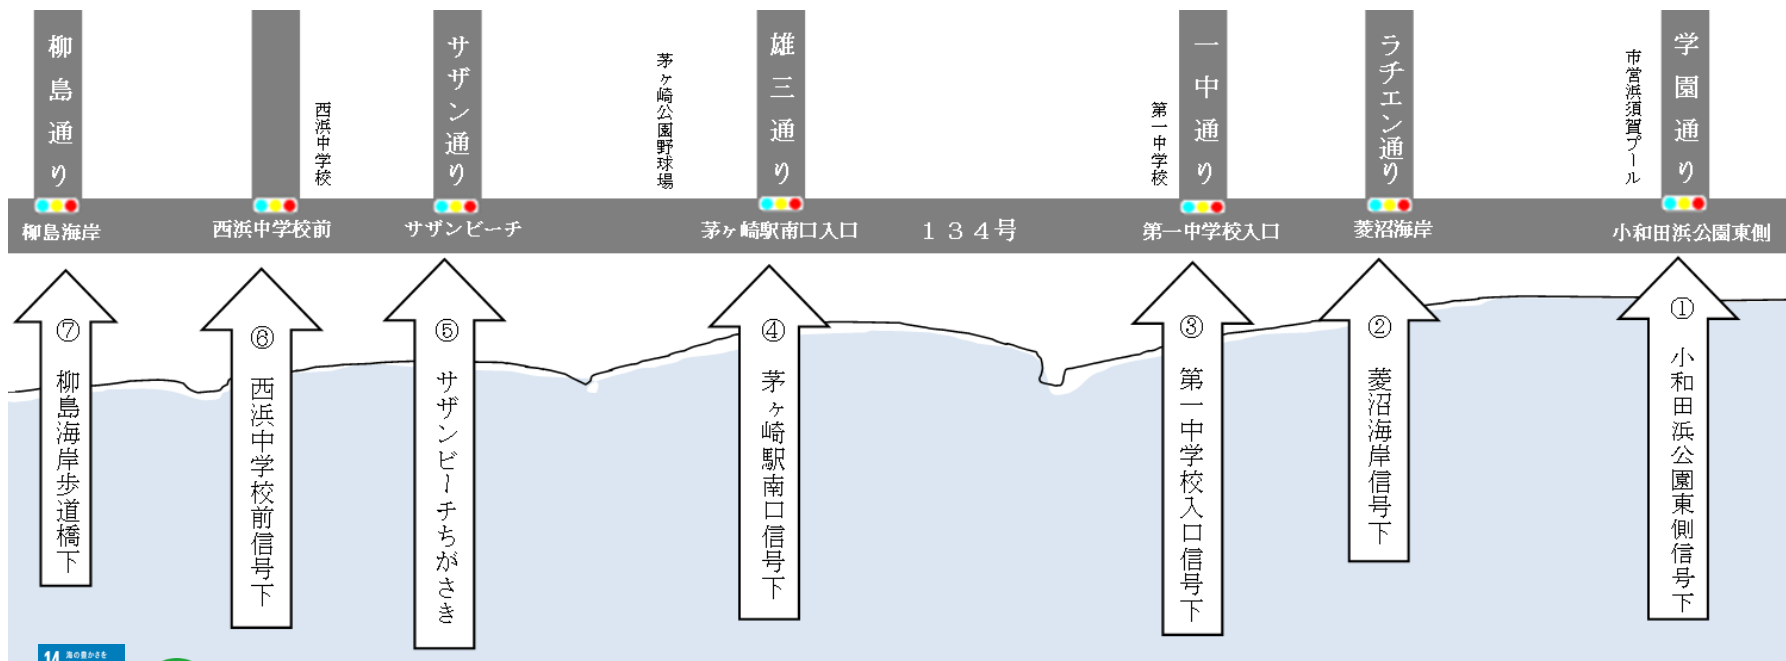 柳島通り
西浜中学校
サザン通り
茅ヶ崎公園野球場
雄三通り
第一中学校
一中通り
ラチエン通り
市営浜須賀プール
学園通り
柳島海岸
西浜中学校前
サザンビーチ
茅ヶ崎駅南口入口
１３４号
第一中学校入口
菱沼海岸
小和田浜公園東側
⑦ 柳島海岸歩道橋下
⑥ 西浜中学校前信号下
⑤ サザンビーチちがさき
④ 茅ヶ崎駅南口信号下
③ 第一中学校入口信号下
② 菱沼海岸信号下
① 小和田浜公園東側信号下
14 海の豊かさを